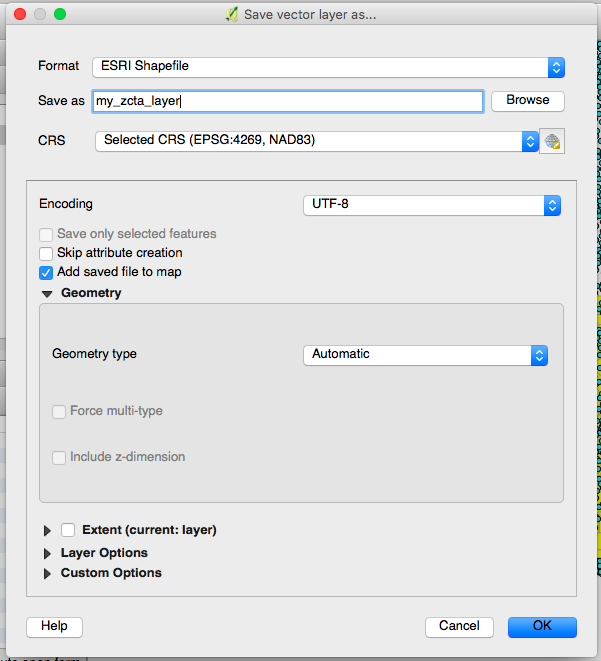 Save vector layer as...
Format ESRI Shapefile
Save as my_zcta_layer Browse
CRS Selected CRS (EPSG:4269, NAD83)
Encoding UTF-8
Save only selected features
Skip attribute creation
Add saved file to map
Geometry
Geometry type Automatic
Force multi-type
Include z-dimension
Extent (current: layer)
Layer Options
Custom Options
Help Cancel OK